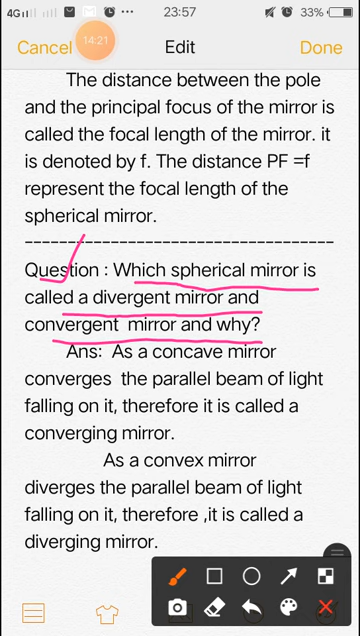 4G 23:57 33%
Cancel 14:21 Edit Done
The distance between the pole
and the principal focus of the mirror is
called the focal length of the mirror. it
is denoted by f. The distance PF =f
represent the focal length of the
spherical mirror.
----------------------------------
Question : Which spherical mirror is
called a divergent mirror and
convergent mirror and why?
Ans: As a concave mirror
converges the parallel beam of light
falling on it, therefore it is called a
converging mirror.
As a convex mirror
diverges the parallel beam of light
falling on it, therefore ,it is called a
diverging mirror.